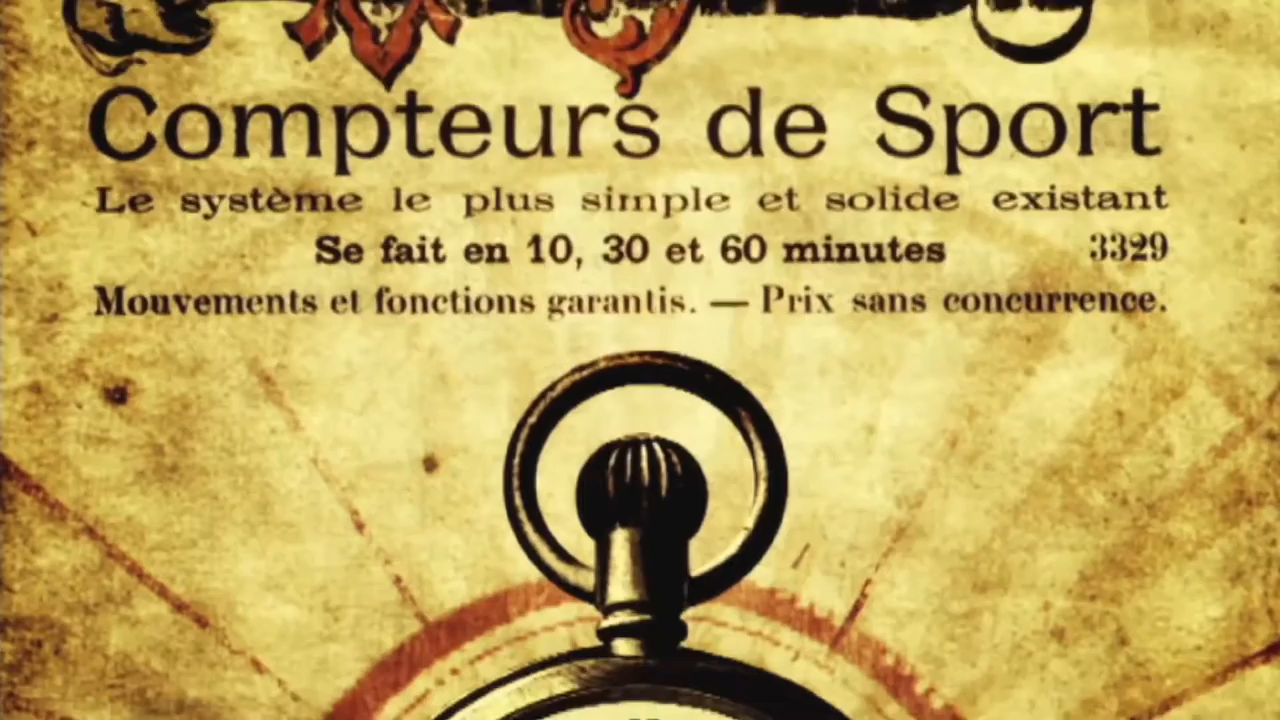 Compteurs de Sport
Le système le plus simple et solide existant
Se fait en 10, 30 et 60 minutes 3329
Mouvements et fonctions garantis. — Prix sans concurrence.